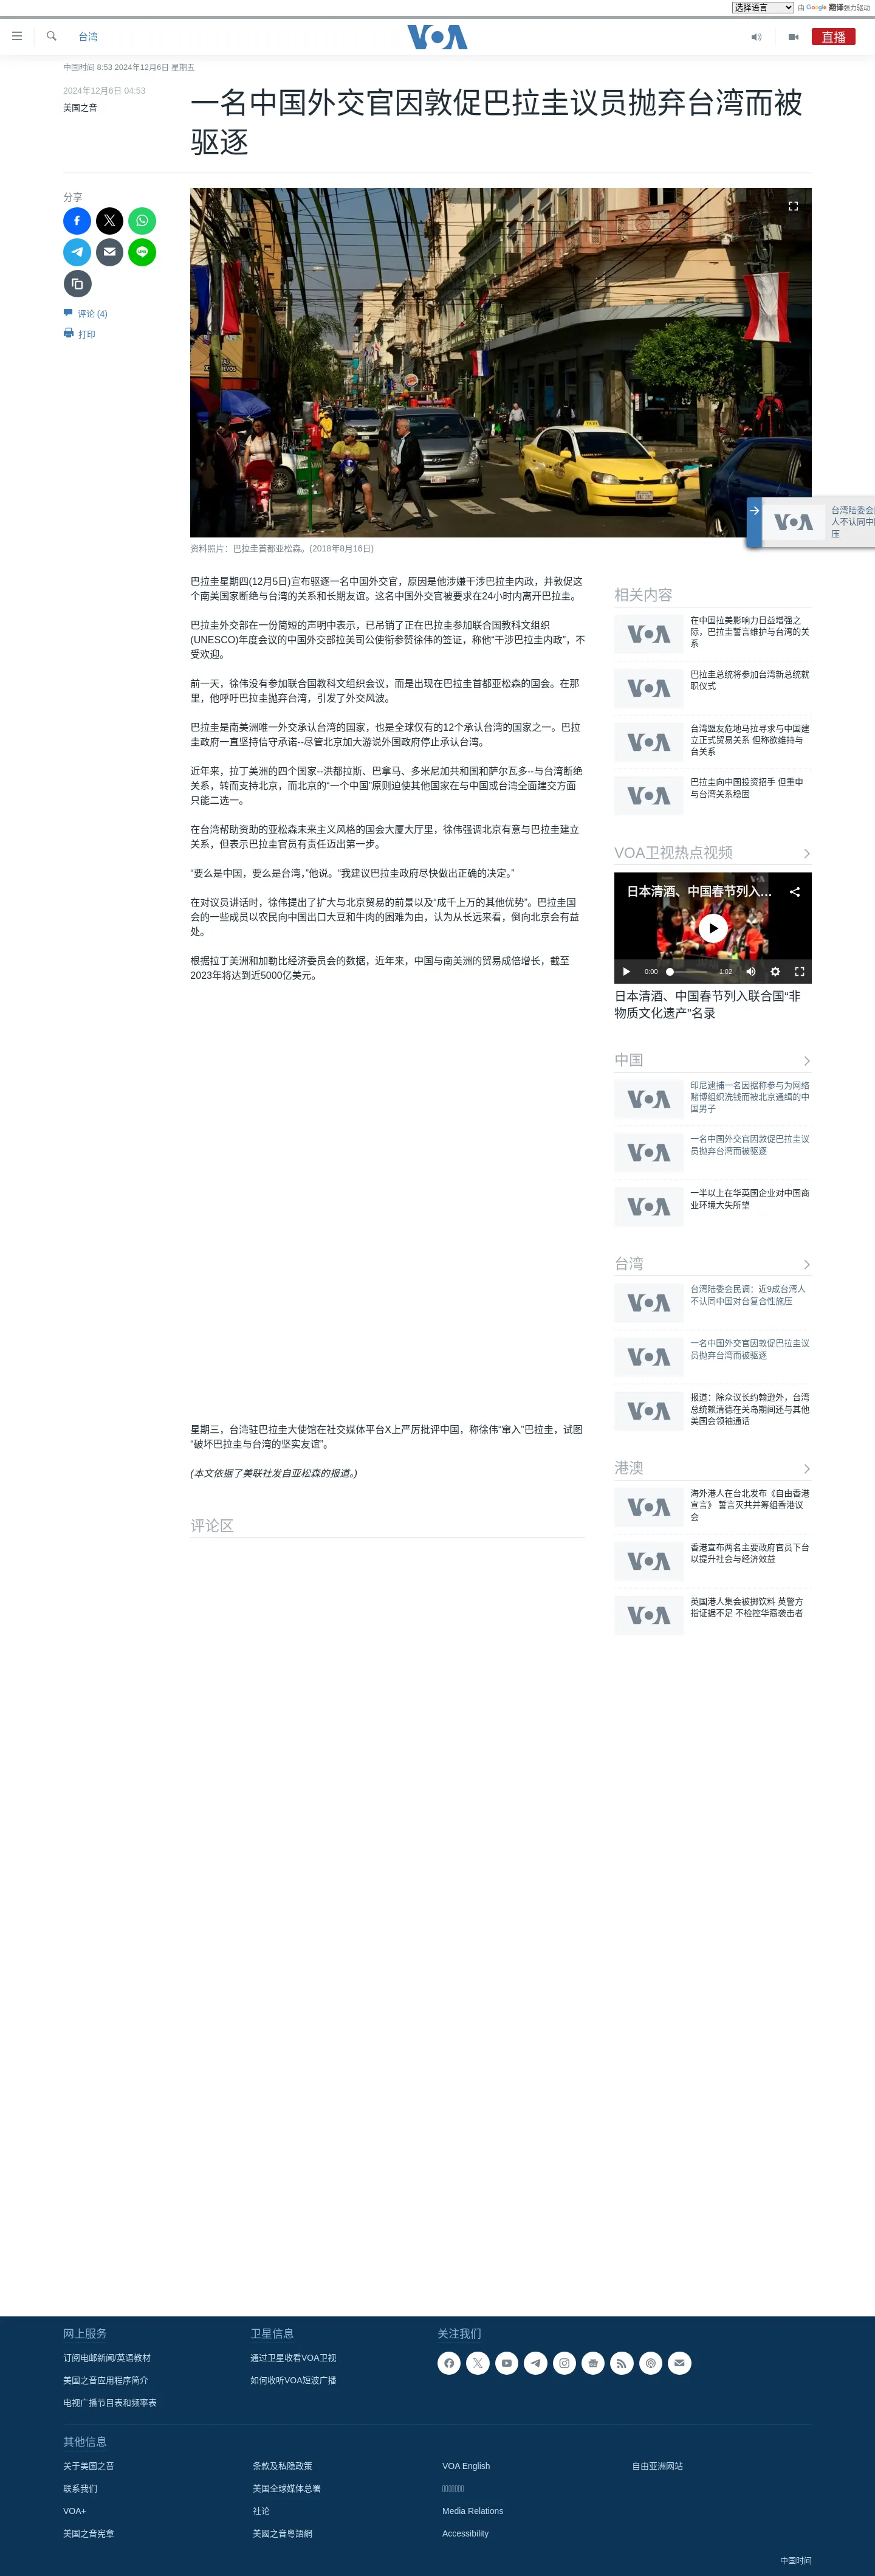 选择语言
由 Google 翻译强力驱动
台湾
VOA
直播
中国时间 8:53 2024年12月6日 星期五
2024年12月6日 04:53
美国之音
一名中国外交官因敦促巴拉圭议员抛弃台湾而被
驱逐
分享
评论 (4)
打印
资料照片：巴拉圭首都亚松森。(2018年8月16日)
台湾陆委会
人不认同中
压
巴拉圭星期四(12月5日)宣布驱逐一名中国外交官，原因是他涉嫌干涉巴拉圭内政，并敦促这
个南美国家断绝与台湾的关系和长期友谊。这名中国外交官被要求在24小时内离开巴拉圭。
巴拉圭外交部在一份简短的声明中表示，已吊销了正在巴拉圭参加联合国教科文组织
(UNESCO)年度会议的中国外交部拉美司公使衔参赞徐伟的签证，称他“干涉巴拉圭内政”，不
受欢迎。
前一天，徐伟没有参加联合国教科文组织会议，而是出现在巴拉圭首都亚松森的国会。在那
里，他呼吁巴拉圭抛弃台湾，引发了外交风波。
巴拉圭是南美洲唯一外交承认台湾的国家，也是全球仅有的12个承认台湾的国家之一。巴拉
圭政府一直坚持信守承诺--尽管北京加大游说外国政府停止承认台湾。
近年来，拉丁美洲的四个国家--洪都拉斯、巴拿马、多米尼加共和国和萨尔瓦多--与台湾断绝
关系，转而支持北京，而北京的“一个中国”原则迫使其他国家在与中国或台湾全面建交方面
只能二选一。
在台湾帮助资助的亚松森未来主义风格的国会大厦大厅里，徐伟强调北京有意与巴拉圭建立
关系，但表示巴拉圭官员有责任迈出第一步。
“要么是中国，要么是台湾，”他说。“我建议巴拉圭政府尽快做出正确的决定。”
在对议员讲话时，徐伟提出了扩大与北京贸易的前景以及“成千上万的其他优势”。巴拉圭国
会的一些成员以农民向中国出口大豆和牛肉的困难为由，认为从长远来看，倒向北京会有益
处。
根据拉丁美洲和加勒比经济委员会的数据，近年来，中国与南美洲的贸易成倍增长，截至
2023年将达到近5000亿美元。
星期三，台湾驻巴拉圭大使馆在社交媒体平台X上严厉批评中国，称徐伟“窜入”巴拉圭，试图
“破坏巴拉圭与台湾的坚实友谊”。
(本文依据了美联社发自亚松森的报道。)
评论区
相关内容
VOA
在中国拉美影响力日益增强之
际，巴拉圭誓言维护与台湾的关
系
VOA
巴拉圭总统将参加台湾新总统就
职仪式
VOA
台湾盟友危地马拉寻求与中国建
立正式贸易关系 但称欲维持与
台关系
VOA
巴拉圭向中国投资招手 但重申
与台湾关系稳固
VOA卫视热点视频
日本清酒、中国春节列入...
0:00
1:02
日本清酒、中国春节列入联合国“非
物质文化遗产”名录
中国
VOA
印尼逮捕一名因据称参与为网络
赌博组织洗钱而被北京通缉的中
国男子
VOA
一名中国外交官因敦促巴拉圭议
员抛弃台湾而被驱逐
VOA
一半以上在华英国企业对中国商
业环境大失所望
台湾
VOA
台湾陆委会民调：近9成台湾人
不认同中国对台复合性施压
VOA
一名中国外交官因敦促巴拉圭议
员抛弃台湾而被驱逐
VOA
报道：除众议长约翰逊外，台湾
总统赖清德在关岛期间还与其他
美国会领袖通话
港澳
VOA
海外港人在台北发布《自由香港
宣言》 誓言灭共并筹组香港议
会
VOA
香港宣布两名主要政府官员下台
以提升社会与经济效益
VOA
英国港人集会被掷饮料 英警方
指证据不足 不检控华裔袭击者
网上服务
订阅电邮新闻/英语教材
美国之音应用程序简介
电视广播节目表和频率表
卫星信息
通过卫星收看VOA卫视
如何收听VOA短波广播
关注我们
其他信息
关于美国之音
联系我们
VOA+
美国之音宪章
条款及私隐政策
美国全球媒体总署
社论
美國之音粵語網
VOA English
Media Relations
Accessibility
自由亚洲网站
中国时间